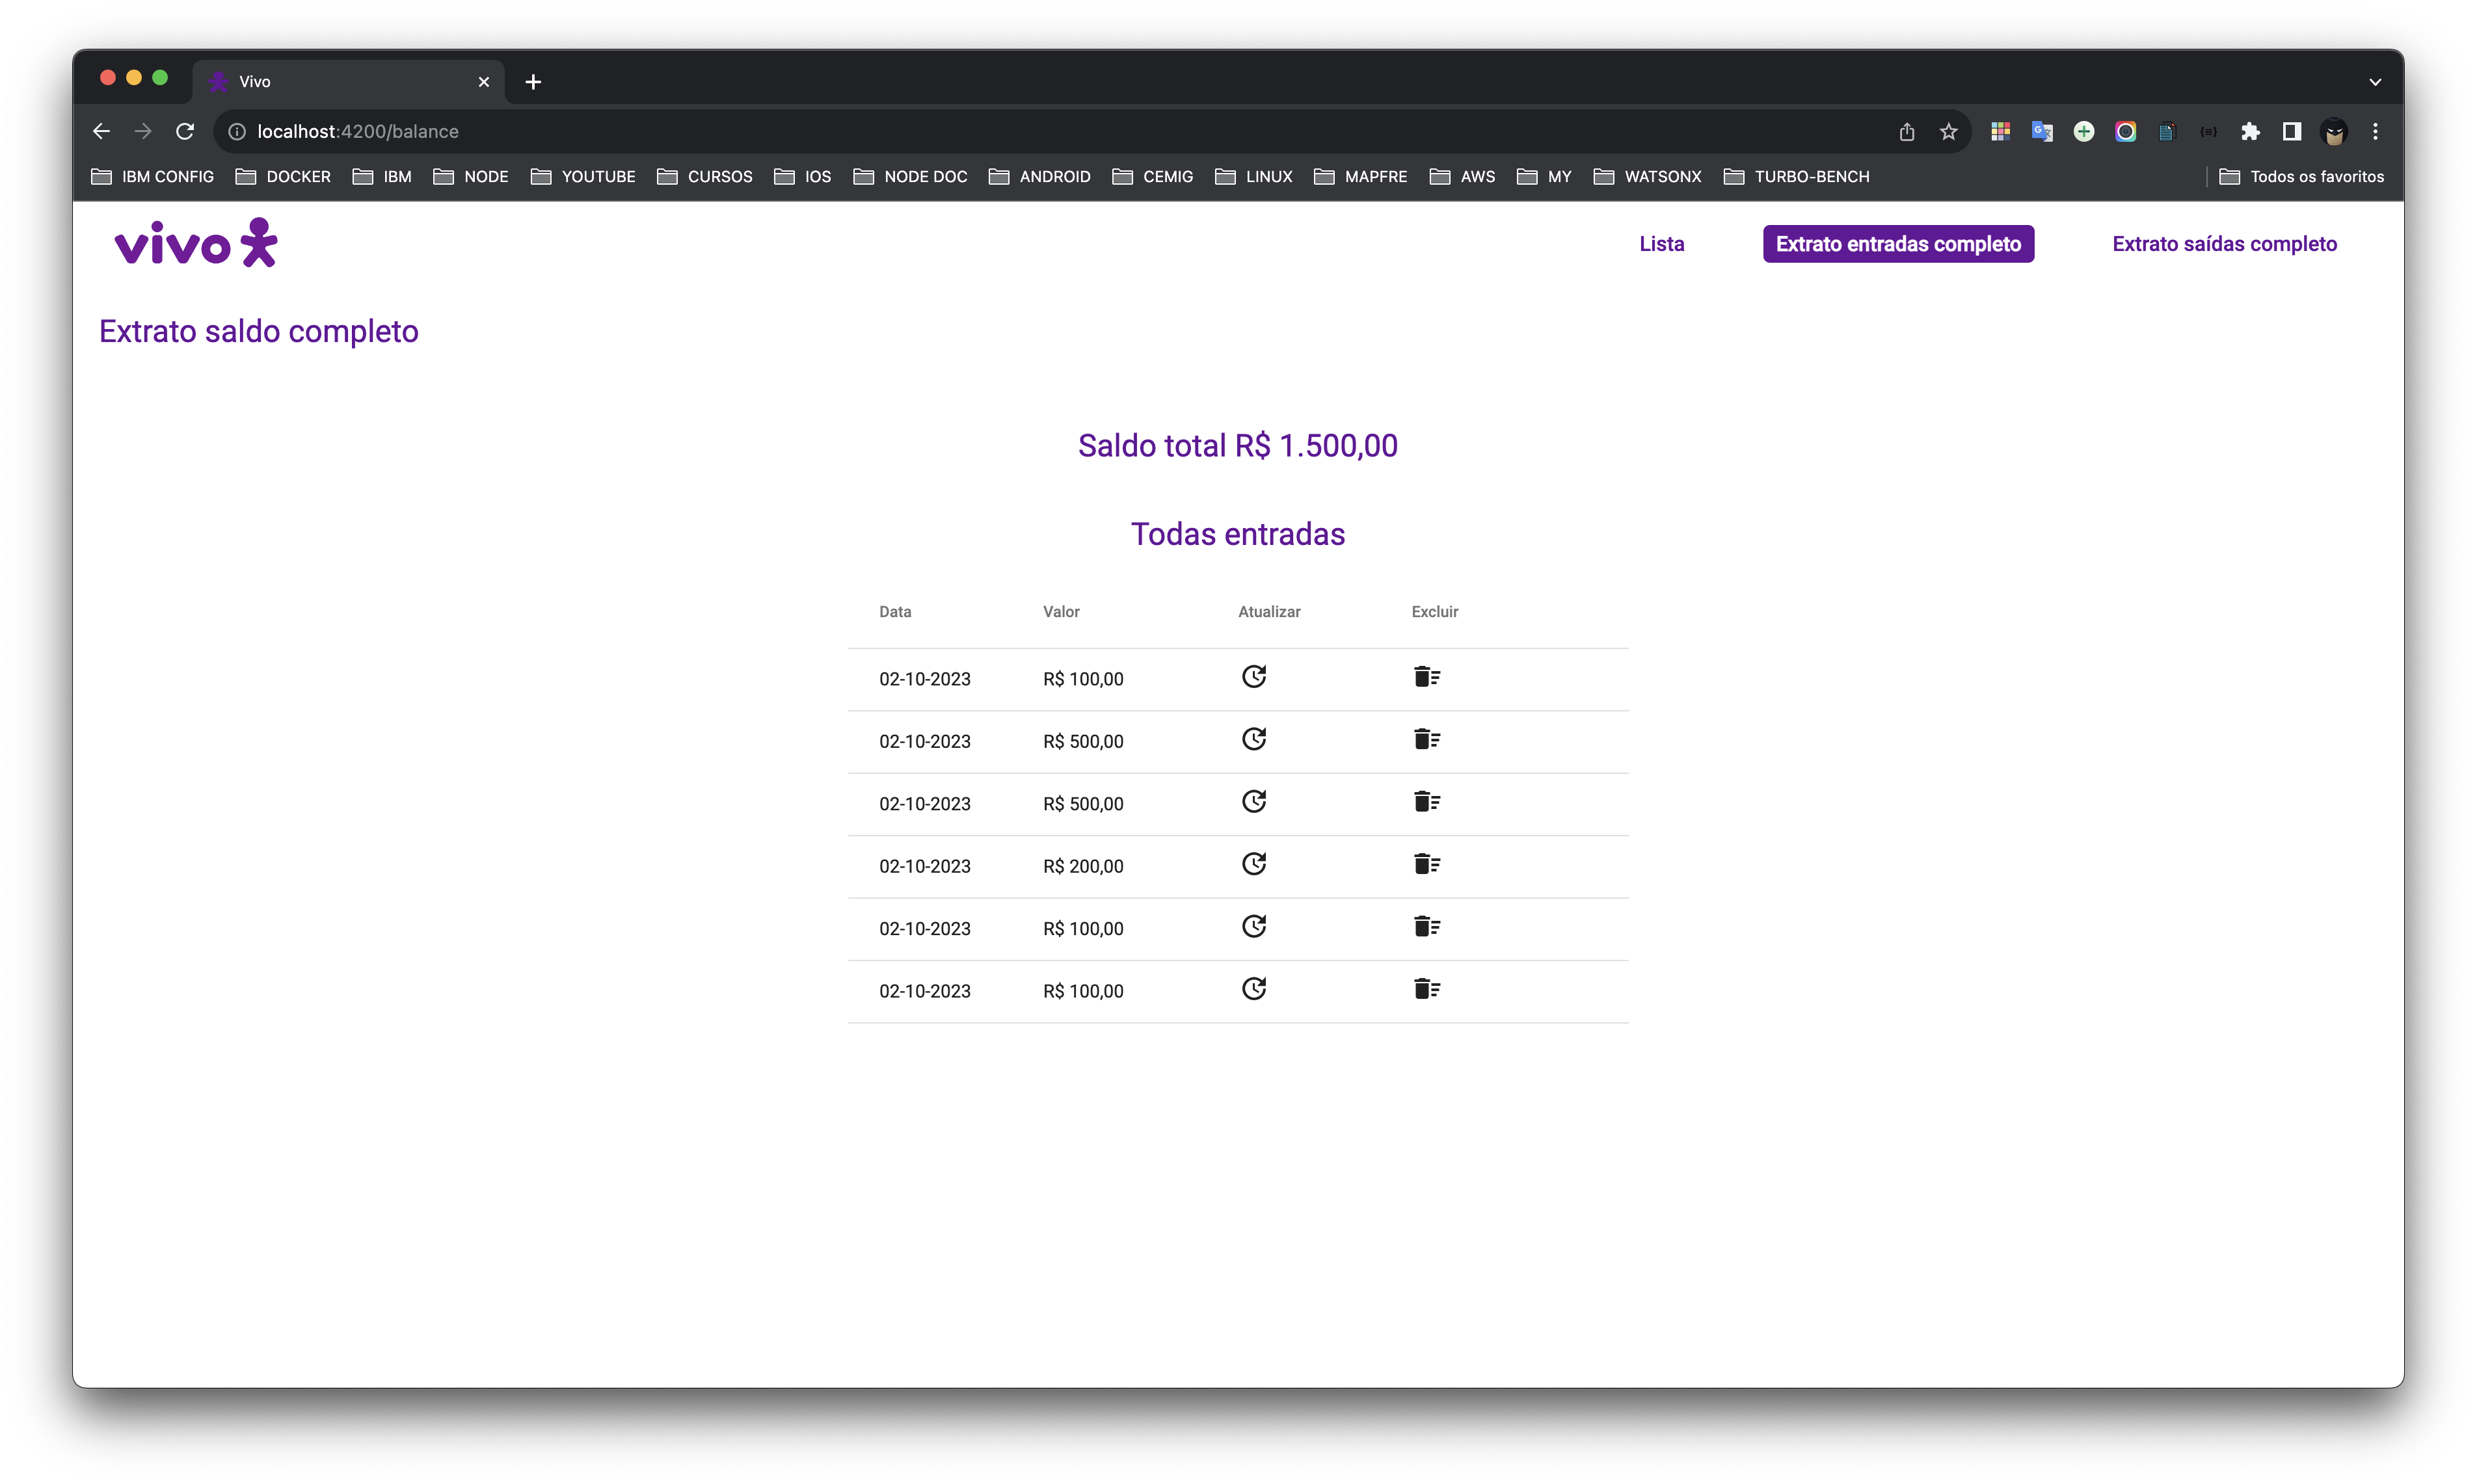 Vivo
localhost:4200/balance
IBM CONFIG DOCKER IBM NODE YOUTUBE CURSOS IOS NODE DOC ANDROID CEMIG LINUX MAPFRE AWS MY WATSONX TURBO-BENCH Todos os favoritos
vivo Lista Extrato entradas completo Extrato saídas completo
Extrato saldo completo
Saldo total R$ 1.500,00
Todas entradas
Data Valor Atualizar Excluir
02-10-2023 R$ 100,00
02-10-2023 R$ 500,00
02-10-2023 R$ 500,00
02-10-2023 R$ 200,00
02-10-2023 R$ 100,00
02-10-2023 R$ 100,00